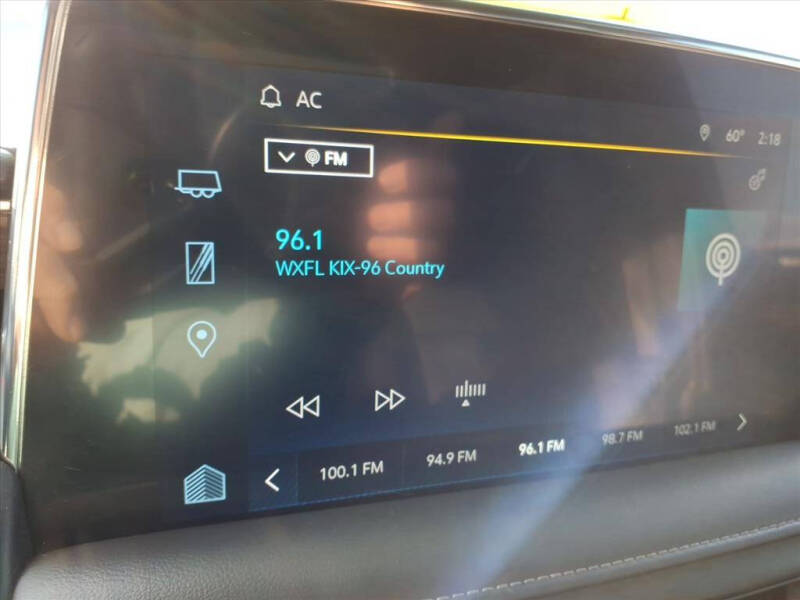 AC
60° 2:18
FM
96.1
WXFL KIX-96 Country
100.1 FM 94.9 FM 96.1 FM 98.7 FM 102.1 FM